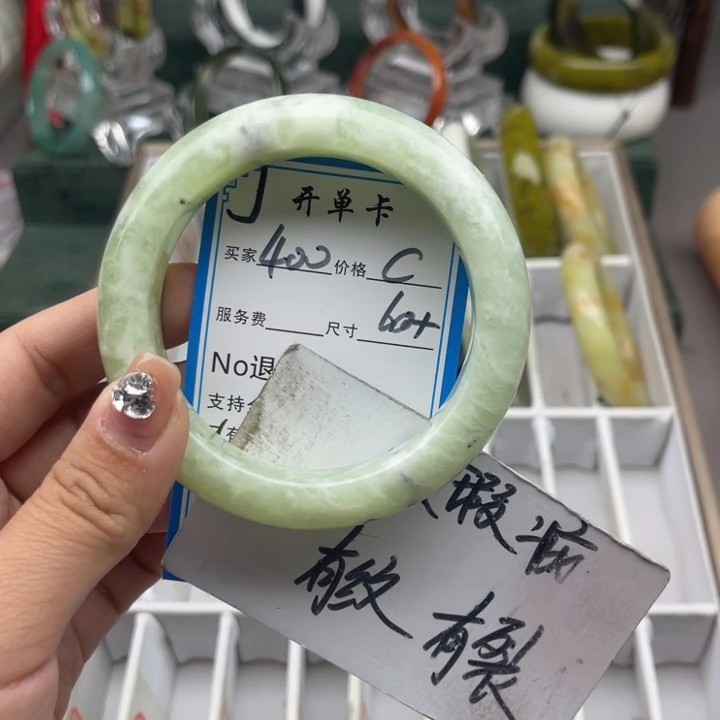 J 开单卡
买家 400 价格 C
服务费 尺寸 60+
No退
支持
有
瑕疵
有纹
有裂